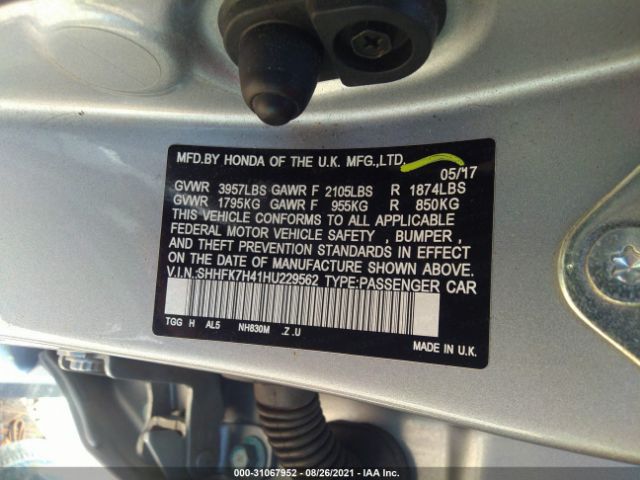 MFD.BY HONDA OF THE U.K. MFG.,LTD.
05/17
GVWR 3957LBS GAWR F 2105LBS R 1874LBS
GVWR 1795KG GAWR F 955KG R 850KG
THIS VEHICLE CONFORMS TO ALL APPLICABLE
FEDERAL MOTOR VEHICLE SAFETY , BUMPER ,
AND THEFT PREVENTION STANDARDS IN EFFECT
ON THE DATE OF MANUFACTURE SHOWN ABOVE.
V.I.N.:SHHFK7H41HU229562 TYPE:PASSENGER CAR
TGG H AL5 NH830M .Z .U
MADE IN U.K.
000-31067952 – 08/26/2021 – IAA Inc.